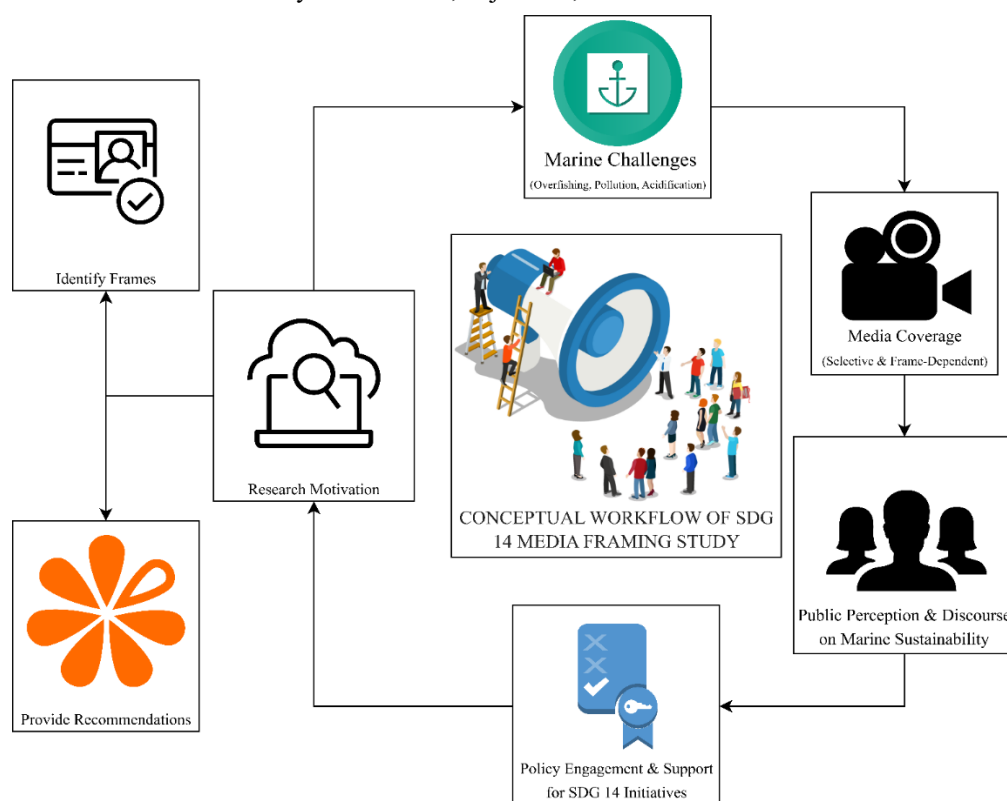 Marine Challenges
(Overfishing, Pollution, Acidification)
Identify Frames
Media Coverage
(Selective & Frame-Dependent)
Research Motivation
CONCEPTUAL WORKFLOW OF SDG
14 MEDIA FRAMING STUDY
Public Perception & Discourse
on Marine Sustainability
Provide Recommendations
Policy Engagement & Support
for SDG 14 Initiatives